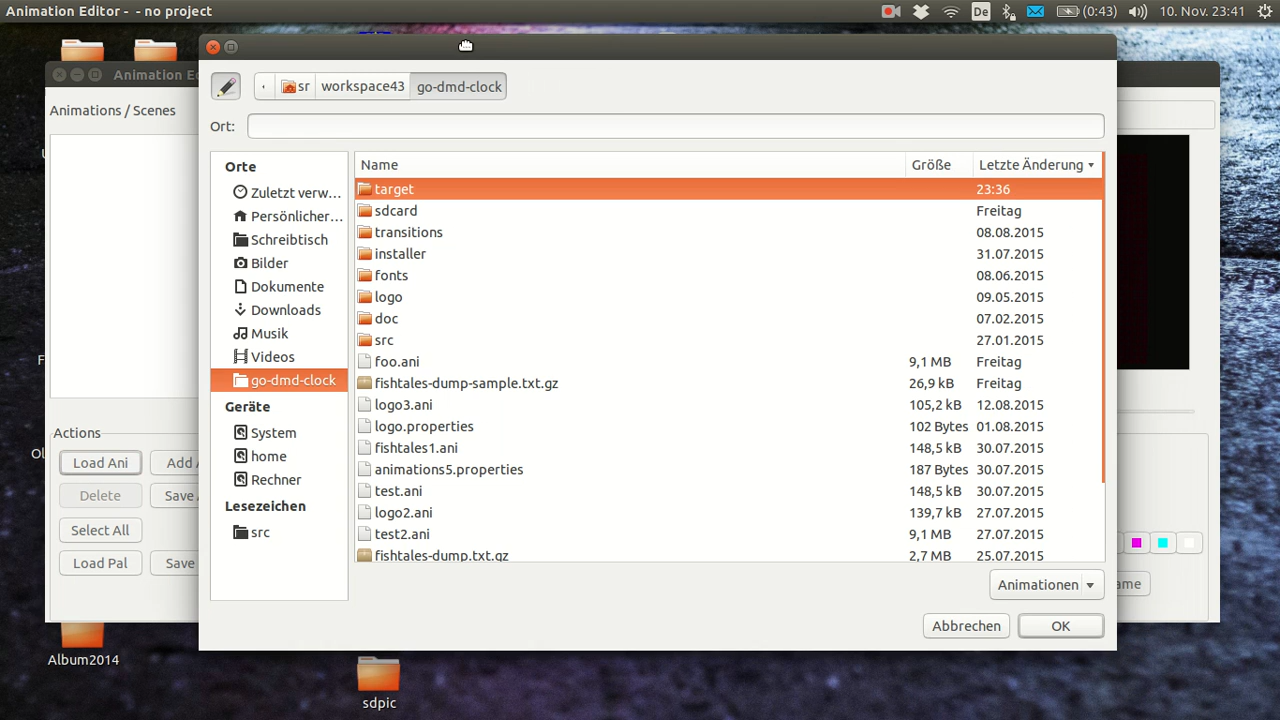 Animation Editor - - no project
De
(0:43)
10. Nov. 23:41
Animation E
Animations / Scenes
sr
workspace43
go-dmd-clock
Ort:
Orte
Zuletzt verw...
Persönlicher...
Schreibtisch
Bilder
Dokumente
Downloads
Musik
Videos
go-dmd-clock
Geräte
System
home
Rechner
Lesezeichen
src
Name
Größe
Letzte Änderung
target 23:36
sdcard Freitag
transitions 08.08.2015
installer 31.07.2015
fonts 08.06.2015
logo 09.05.2015
doc 07.02.2015
src 27.01.2015
foo.ani 9,1 MB Freitag
fishtales-dump-sample.txt.gz 26,9 kB Freitag
logo3.ani 105,2 kB 12.08.2015
logo.properties 102 Bytes 01.08.2015
fishtales1.ani 148,5 kB 30.07.2015
animations5.properties 187 Bytes 30.07.2015
test.ani 148,5 kB 30.07.2015
logo2.ani 139,7 kB 27.07.2015
test2.ani 9,1 MB 27.07.2015
fishtales-dump.txt.gz 2,7 MB 25.07.2015
Animationen
Abbrechen
OK
Actions
Load Ani
Add
Delete
Save
Select All
Load Pal
Save
ame
Album2014
sdpic